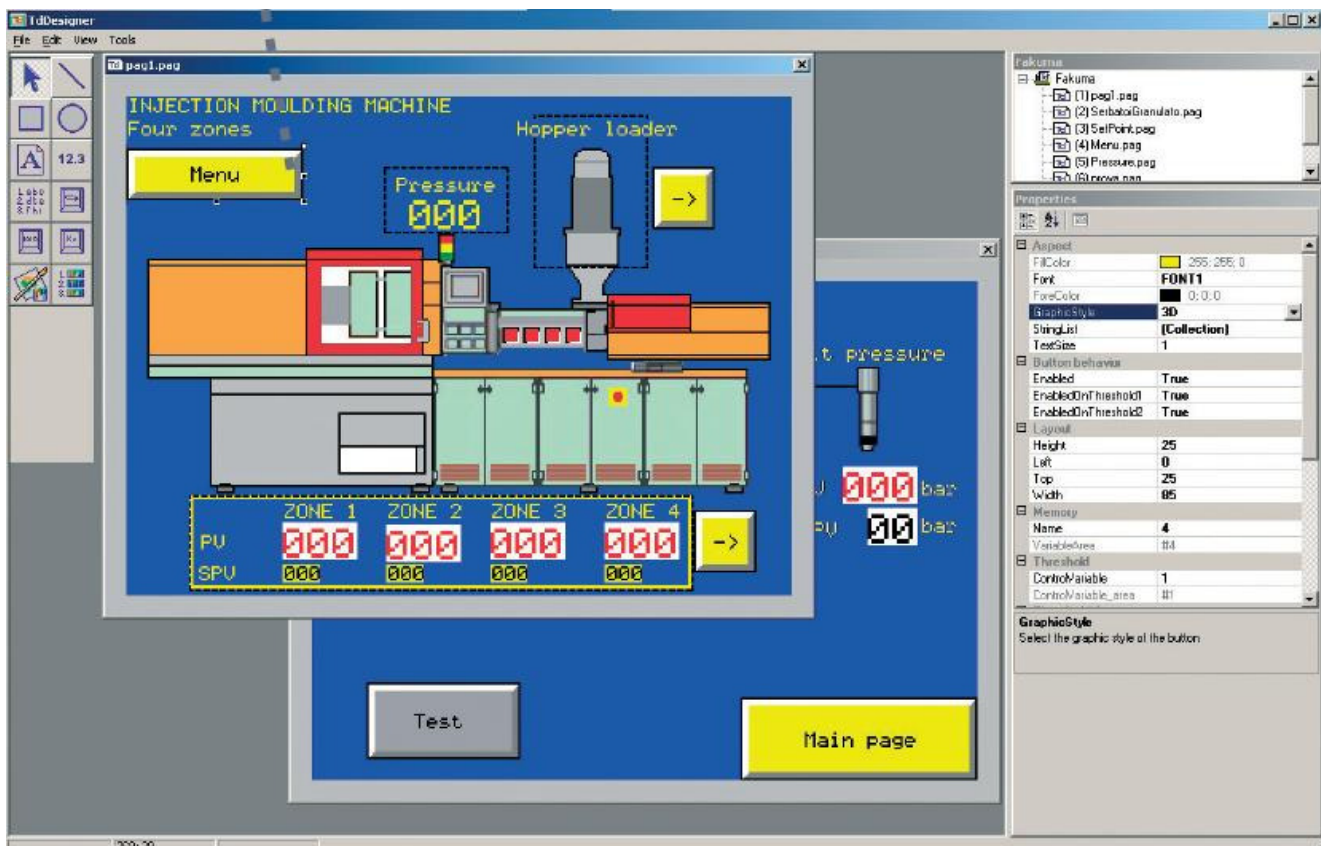 TdDesigner
File Edit View Tools
pag1.pag
INJECTION MOULDING MACHINE
Four zones
Hopper loader
Menu
Pressure
000
->
ZONE 1 ZONE 2 ZONE 3 ZONE 4
PV 000 000 000 000
SPV 000 000 000 000
->
pressure
000 bar
00 bar
Test
Main page
A
12.3
Fakuma
Fakuma
(1) pag1.pag
(2) SerbatoiGranulato.pag
(3) SetPoint.pag
(4) Menu.pag
(5) Pressure.pag
(6) prova.pag
Properties
Aspect
FillColor 255; 255; 0
Font FONT1
ForeColor 0; 0; 0
GraphicStyle 3D
StringList (Collection)
TextSize 1
Button behavior
Enabled True
EnabledOnThreshold1 True
EnabledOnThreshold2 True
Layout
Height 25
Left 0
Top 25
Width 85
Memory
Name 4
VariableArea #4
Threshold
ControlVariable 1
ControlVariable_area #1
GraphicStyle
Select the graphic style of the button